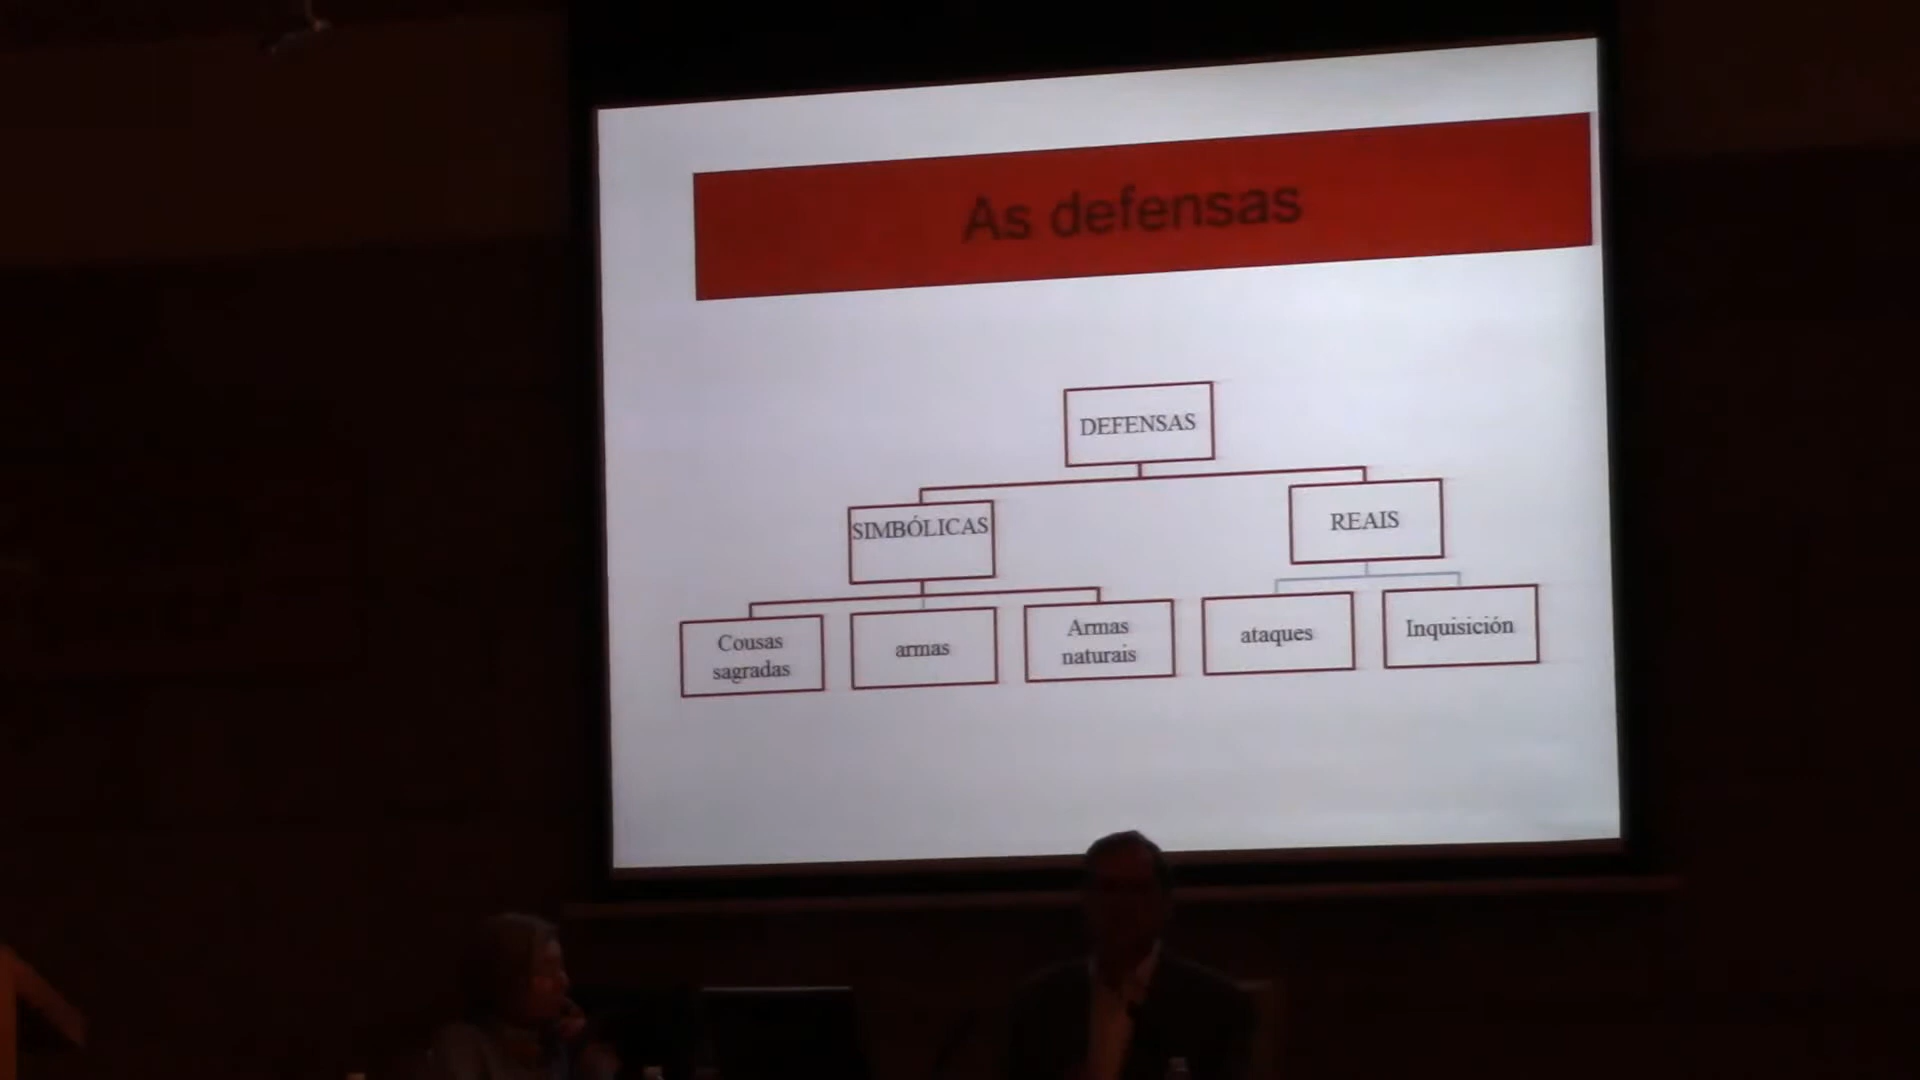 As defensas
DEFENSAS
SIMBÓLICAS
REAIS
Cousas
sagradas
armas
Armas
naturais
ataques
Inquisición